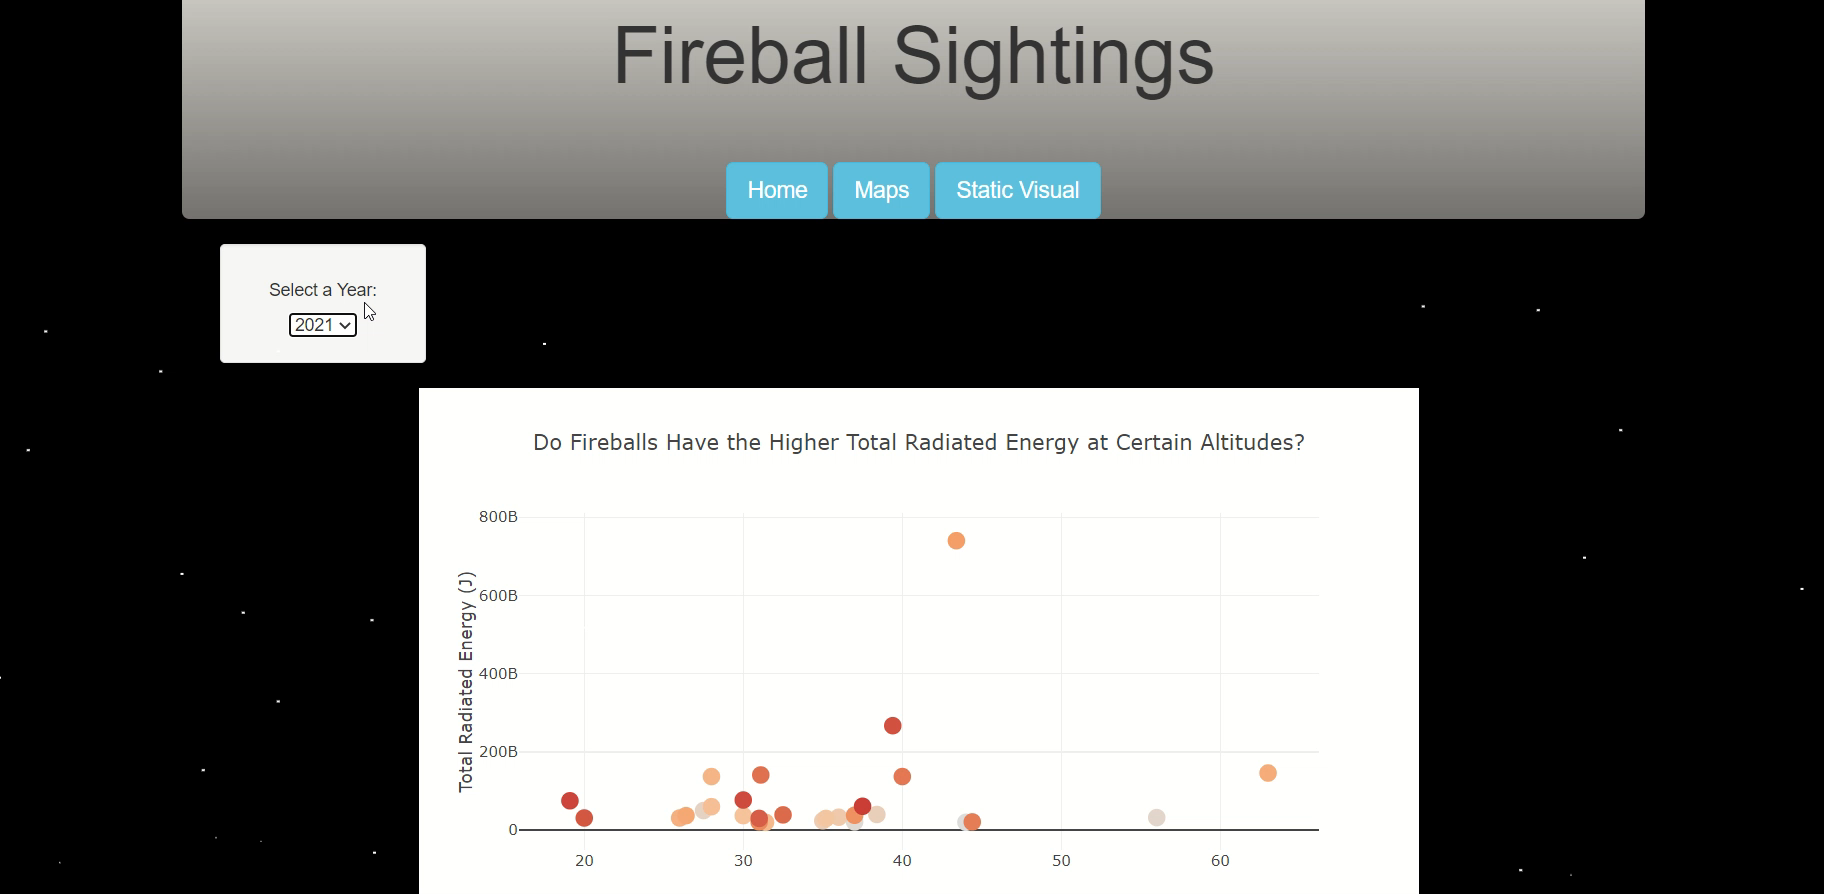 Fireball Sightings
Home Maps Static Visual
Select a Year:
2021
Do Fireballs Have the Higher Total Radiated Energy at Certain Altitudes?
Total Radiated Energy (J)
800B
600B
400B
200B
0
20 30 40 50 60